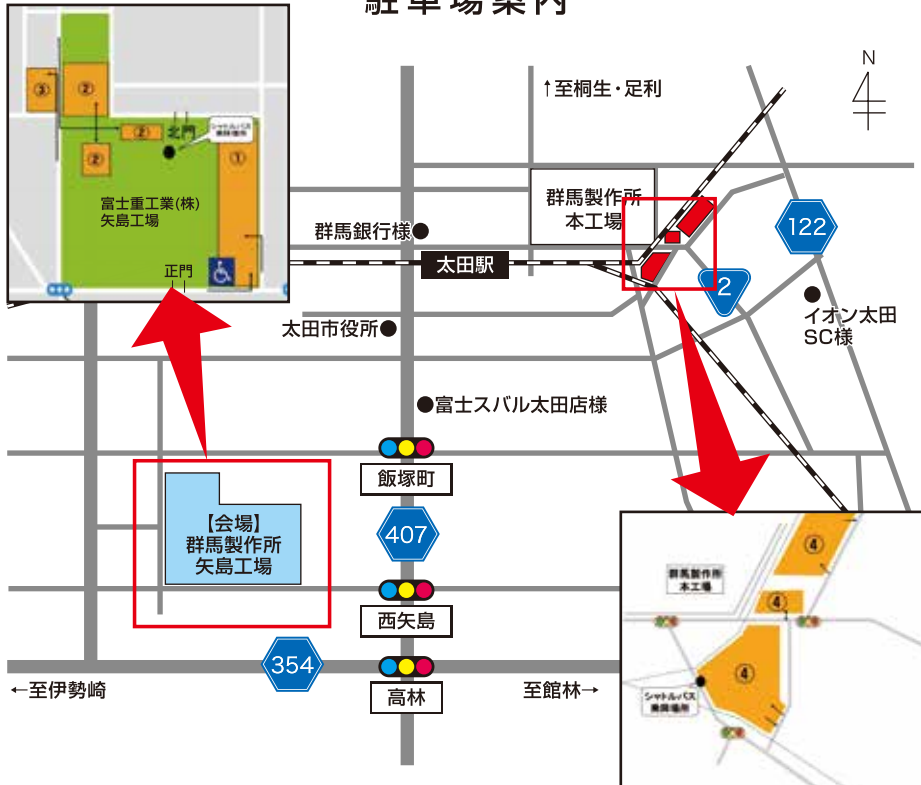 駐車場案内
N
↑至桐生・足利
③
②
②
北門
シャトルバス
乗降場所
②
①
富士重工業(株)
矢島工場
正門
群馬製作所
本工場
群馬銀行様
122
太田駅
2
イオン太田
SC様
太田市役所
富士スバル太田店様
飯塚町
【会場】
群馬製作所
矢島工場
407
西矢島
354
高林
←至伊勢崎
至館林→
④
群馬製作所
本工場
④
④
シャトルバス
乗降場所